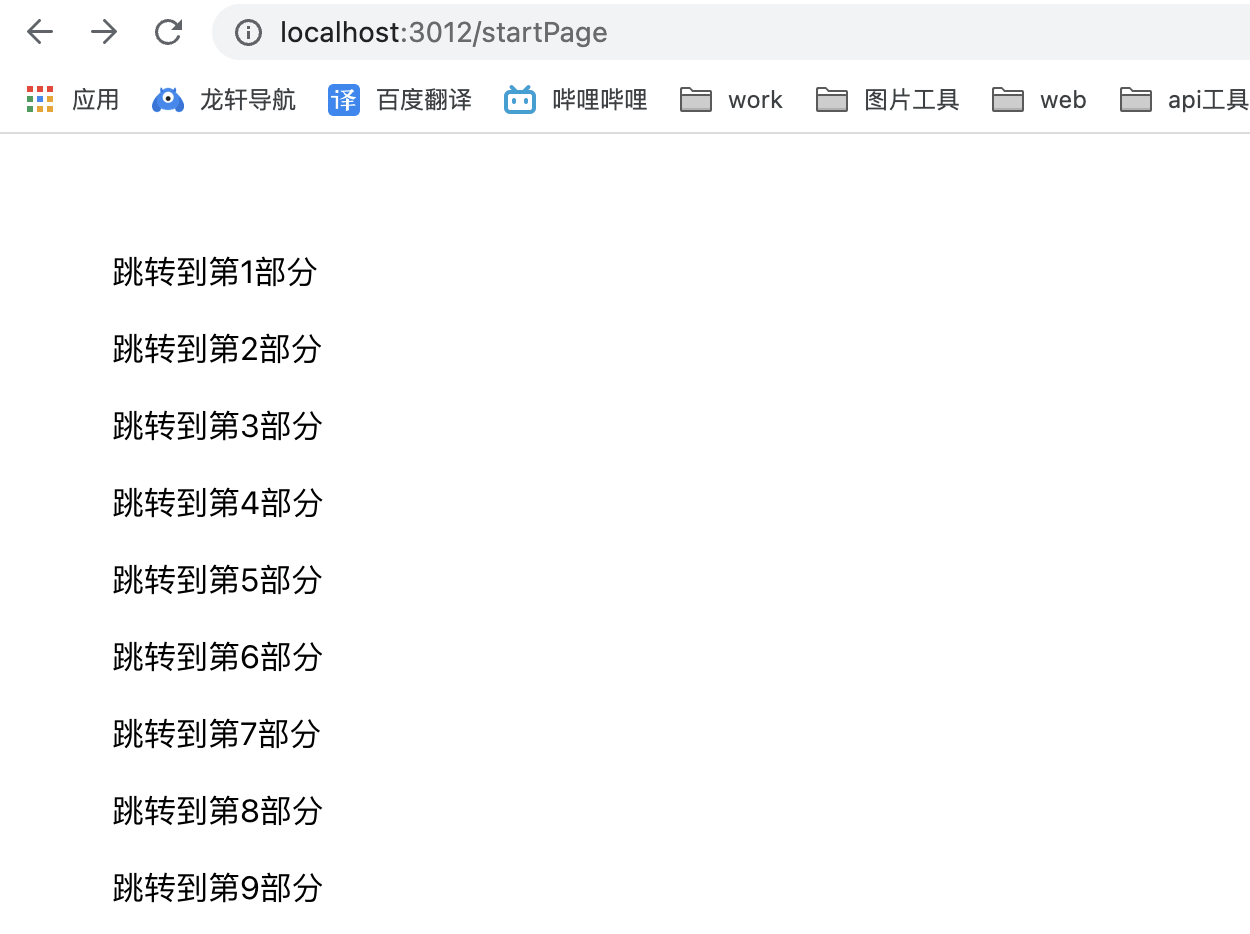 localhost:3012/startPage
应用 龙轩导航 译 百度翻译 哔哩哔哩 work 图片工具 web api工具
跳转到第1部分
跳转到第2部分
跳转到第3部分
跳转到第4部分
跳转到第5部分
跳转到第6部分
跳转到第7部分
跳转到第8部分
跳转到第9部分